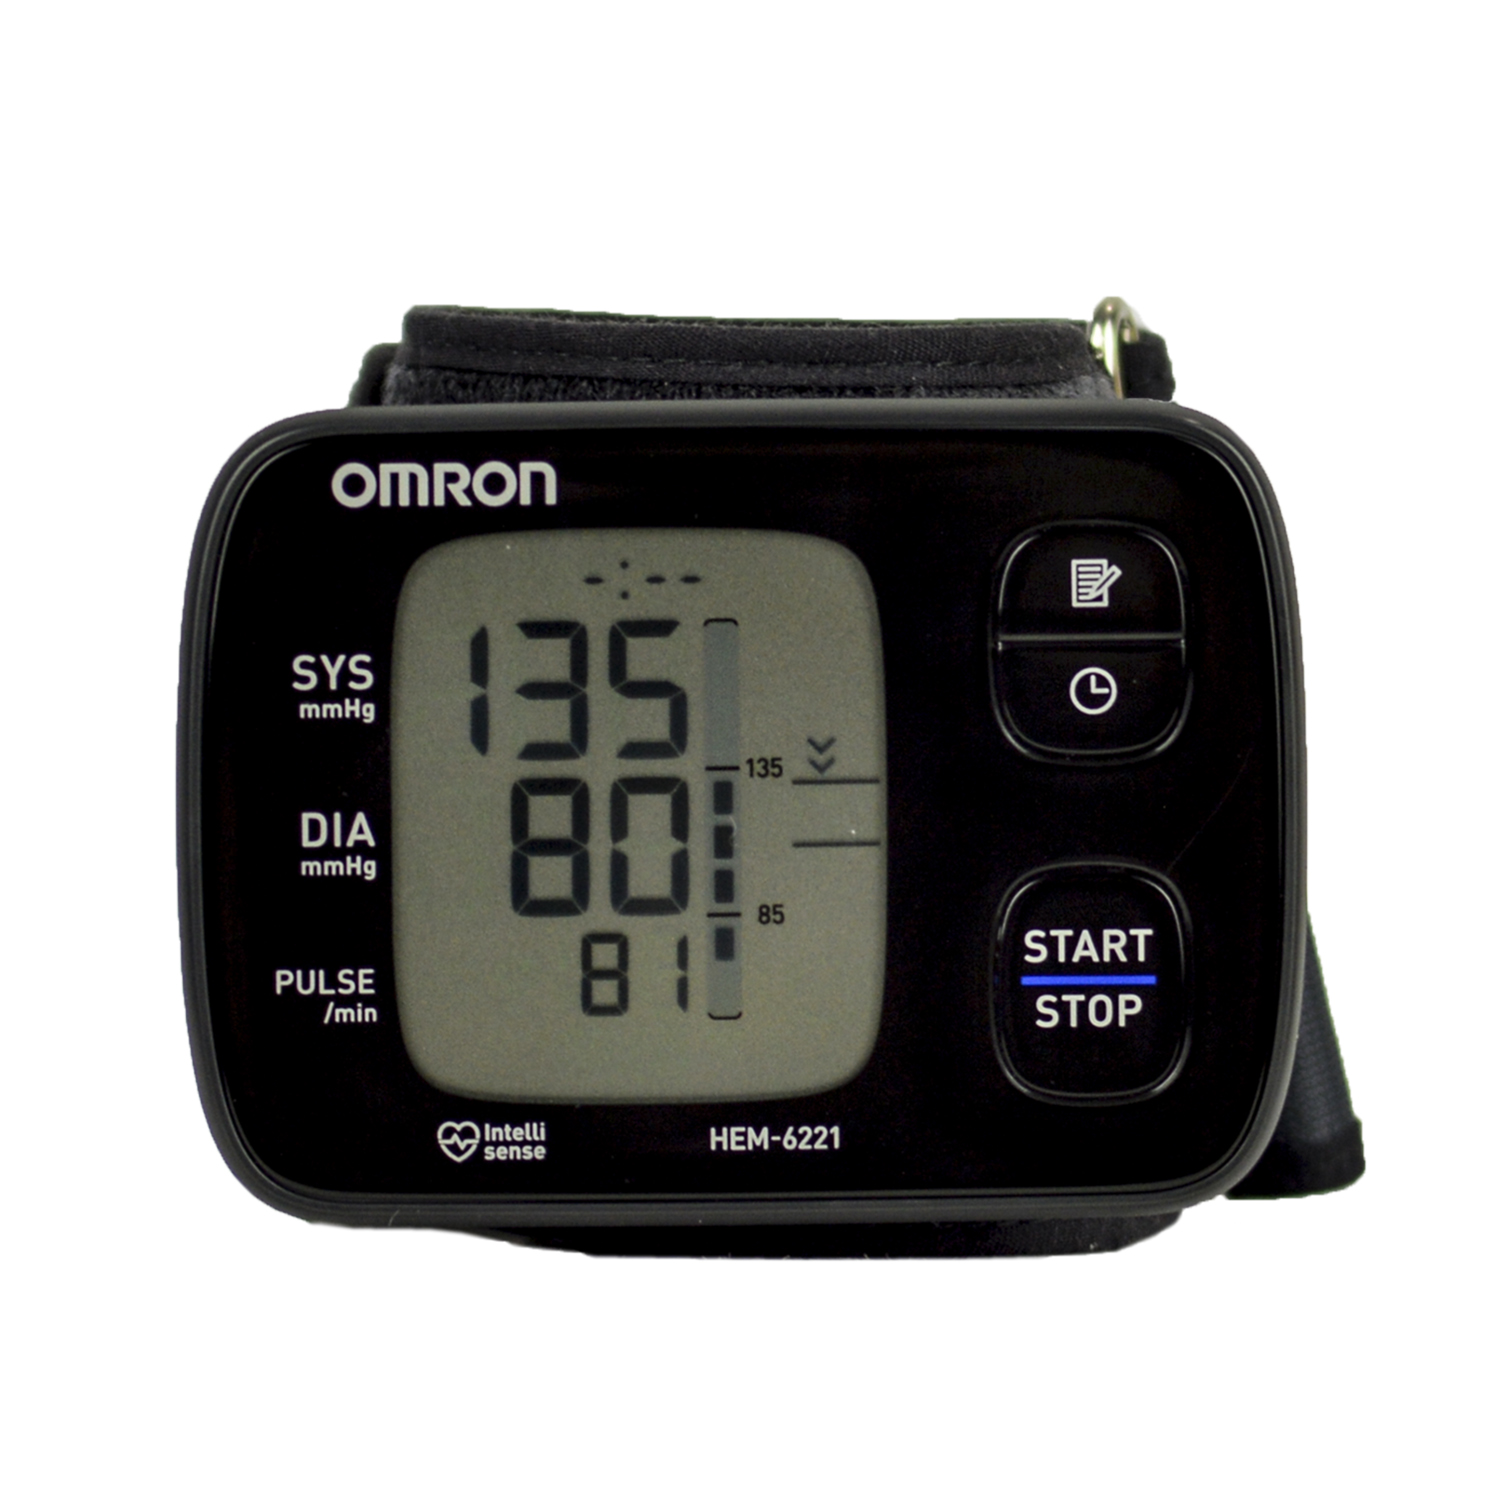 OMRON
-:--
SYS
mmHg
135
135
DIA
mmHg
80
85
PULSE
/min
81
START
STOP
Intelli
sense
HEM-6221